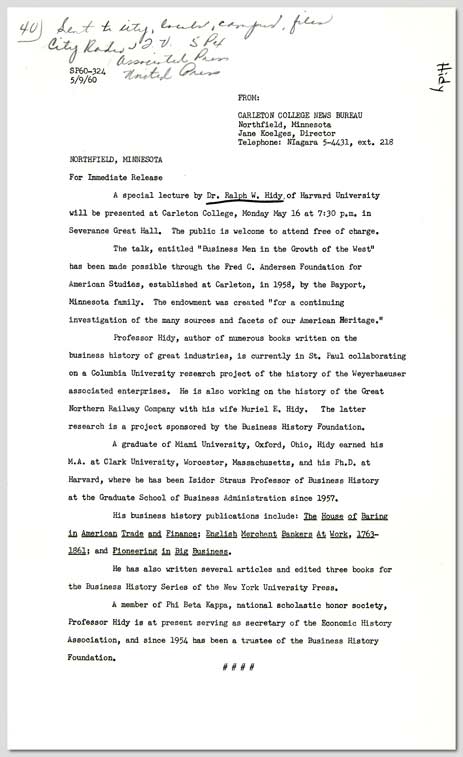 40) Sent to city, local, campus, files
City Radio & T.V. SP
Associated Press
United Press
Hidy
SP60-324
5/9/60
FROM:
CARLETON COLLEGE NEWS BUREAU
Northfield, Minnesota
Jane Koelges, Director
Telephone: NIagara 5-4431, ext. 218
NORTHFIELD, MINNESOTA
For Immediate Release
A special lecture by Dr. Ralph W. Hidy of Harvard University
will be presented at Carleton College, Monday May 16 at 7:30 p.m. in
Severance Great Hall. The public is welcome to attend free of charge.
The talk, entitled "Business Men in the Growth of the West"
has been made possible through the Fred C. Andersen Foundation for
American Studies, established at Carleton, in 1958, by the Bayport,
Minnesota family. The endowment was created "for a continuing
investigation of the many sources and facets of our American Heritage."
Professor Hidy, author of numerous books written on the
business history of great industries, is currently in St. Paul collaborating
on a Columbia University research project of the history of the Weyerhaeuser
associated enterprises. He is also working on the history of the Great
Northern Railway Company with his wife Muriel E. Hidy. The latter
research is a project sponsored by the Business History Foundation.
A graduate of Miami University, Oxford, Ohio, Hidy earned his
M.A. at Clark University, Worcester, Massachusetts, and his Ph.D. at
Harvard, where he has been Isidor Straus Professor of Business History
at the Graduate School of Business Administration since 1957.
His business history publications include: The House of Baring
in American Trade and Finance; English Merchant Bankers At Work, 1763-
1861; and Pioneering in Big Business.
He has also written several articles and edited three books for
the Business History Series of the New York University Press.
A member of Phi Beta Kappa, national scholastic honor society,
Professor Hidy is at present serving as secretary of the Economic History
Association, and since 1954 has been a trustee of the Business History
Foundation.
# # # #